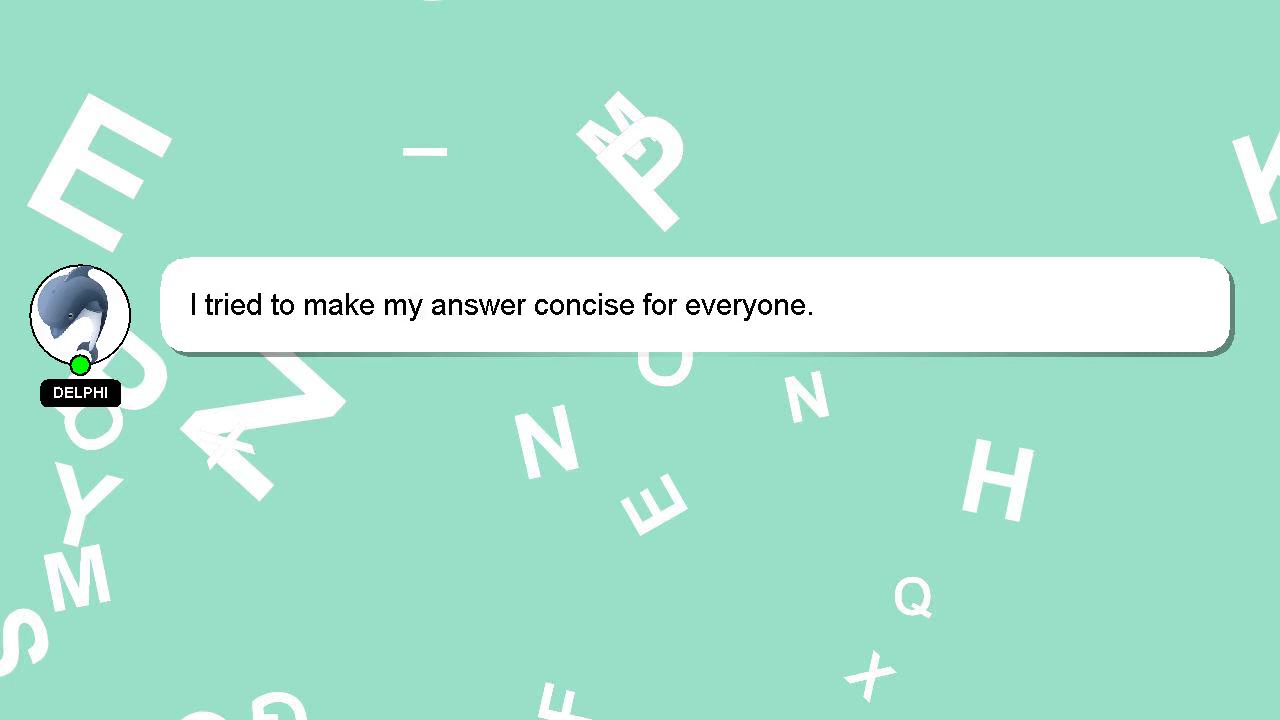 E
I
M
P
K
I tried to make my answer concise for everyone.
DELPHI
O
N
N
Z
Y
E
H
M
Q
S
X
G
F